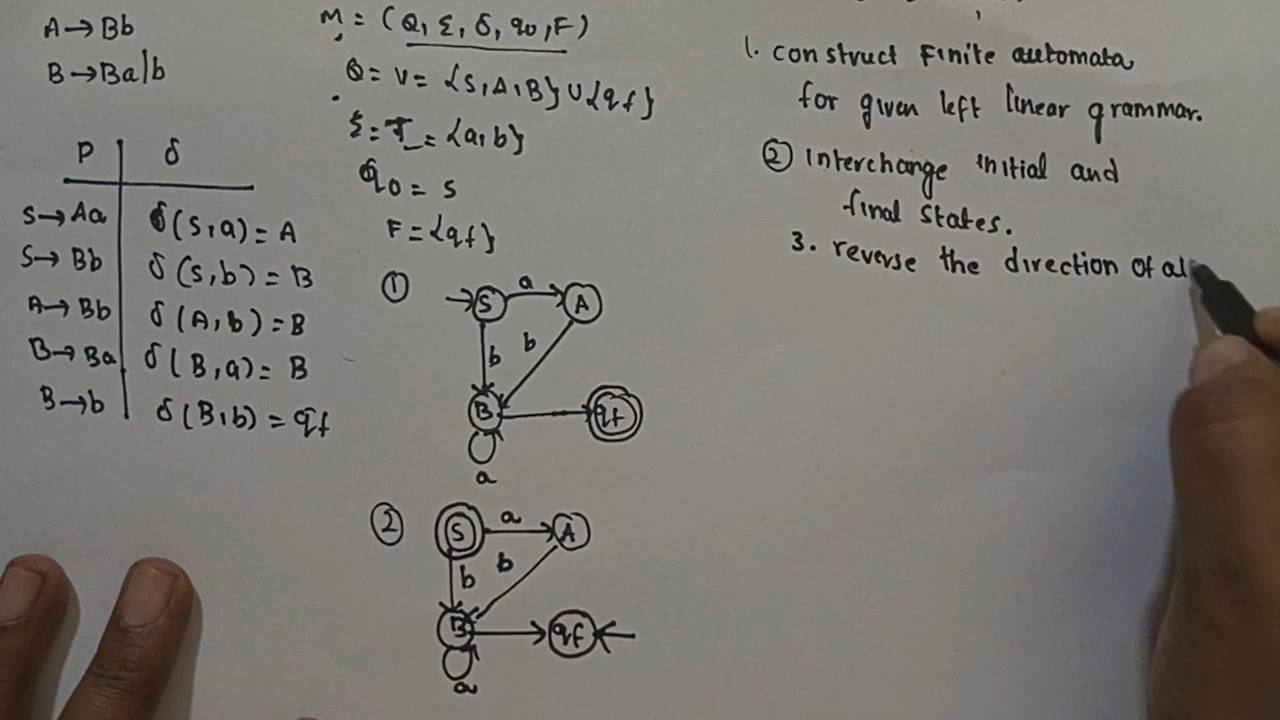 A→Bb
B→Ba|b
P δ
S→Aa δ(S,a)=A
S→Bb δ(S,b)=B
A→Bb δ(A,b)=B
B→Ba δ(B,a)=B
B→b δ(B,b)=qf
M = (Q, Σ, δ, q0, F)
Q = V = {S,A,B}∪{qf}
Σ=T={a,b}
q0 = S
F={qf}
① S a A
b b
B qf
a
② S a A
b b
B qf
a
1. construct Finite automata
for given left linear grammar.
② Interchange initial and
final states.
3. reverse the direction of al